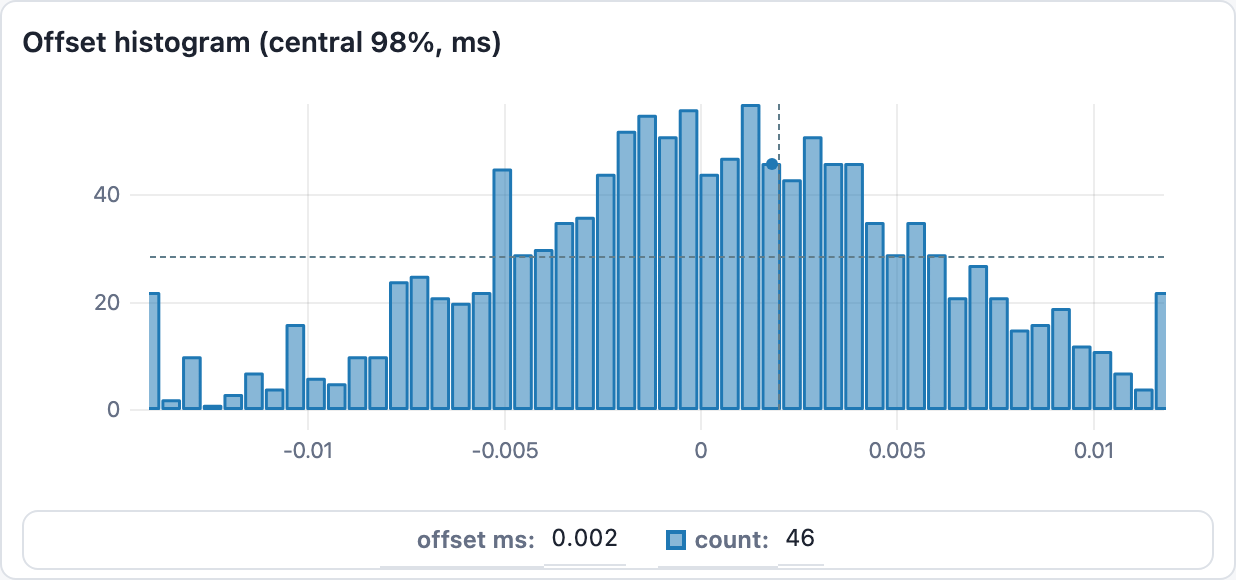 Offset histogram (central 98%, ms)
40
20
0
-0.01 -0.005 0 0.005 0.01
offset ms: 0.002 count: 46